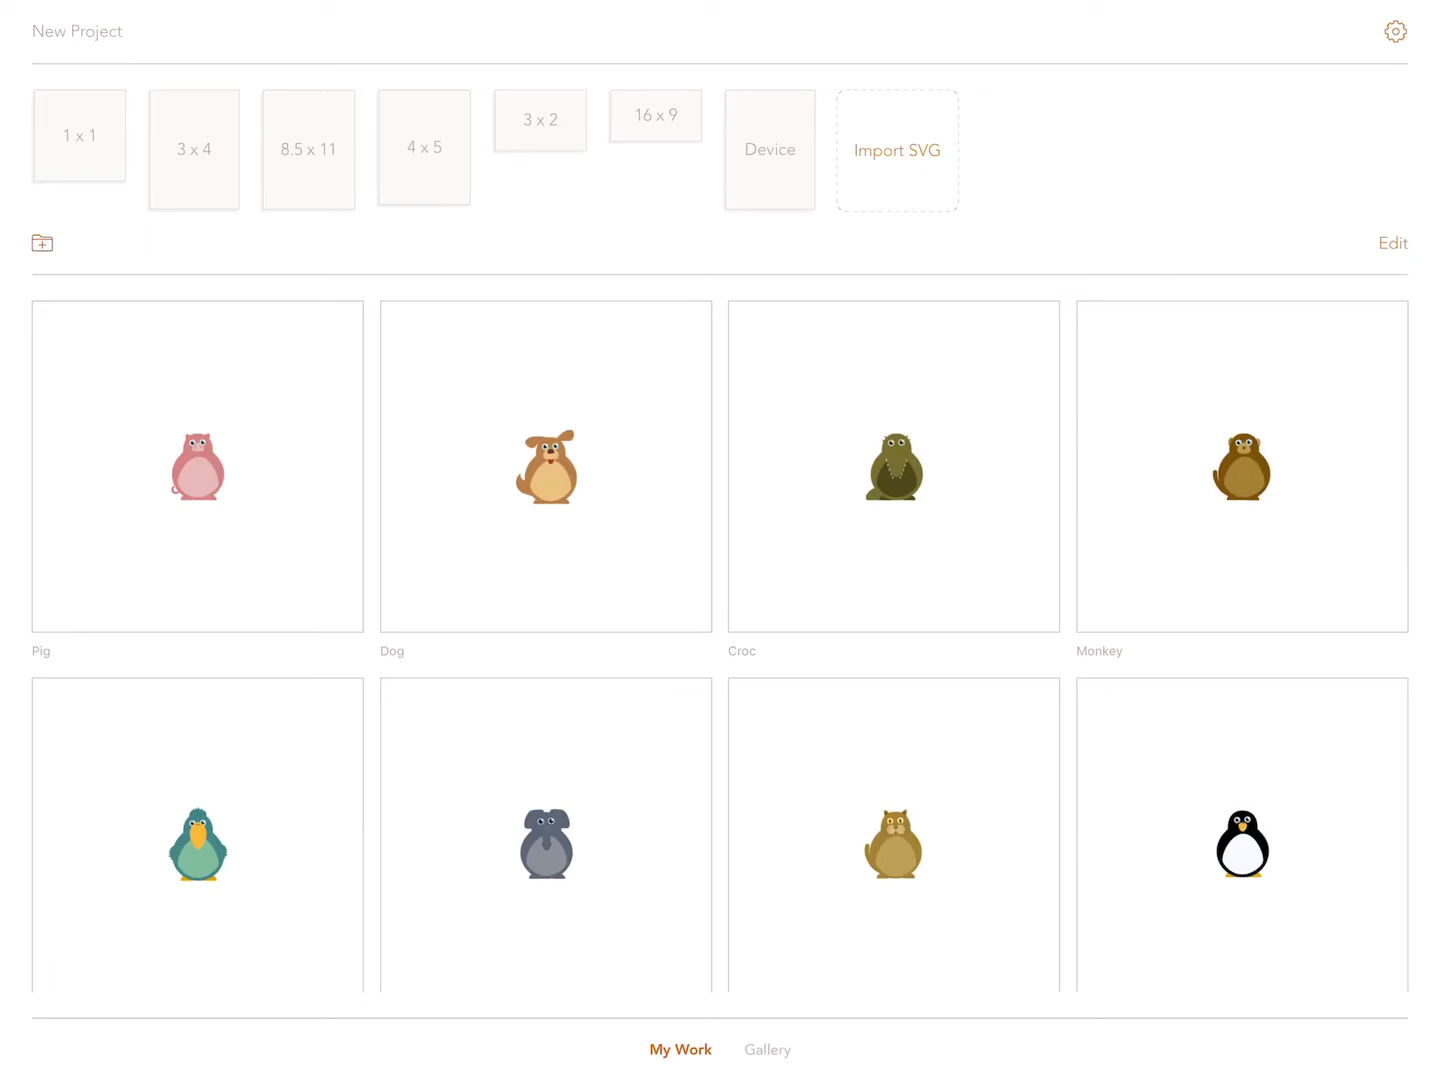 New Project
1 x 1
3 x 4
8.5 x 11
4 x 5
3 x 2
16 x 9
Device
Import SVG
Edit
Pig
Dog
Croc
Monkey
My Work
Gallery